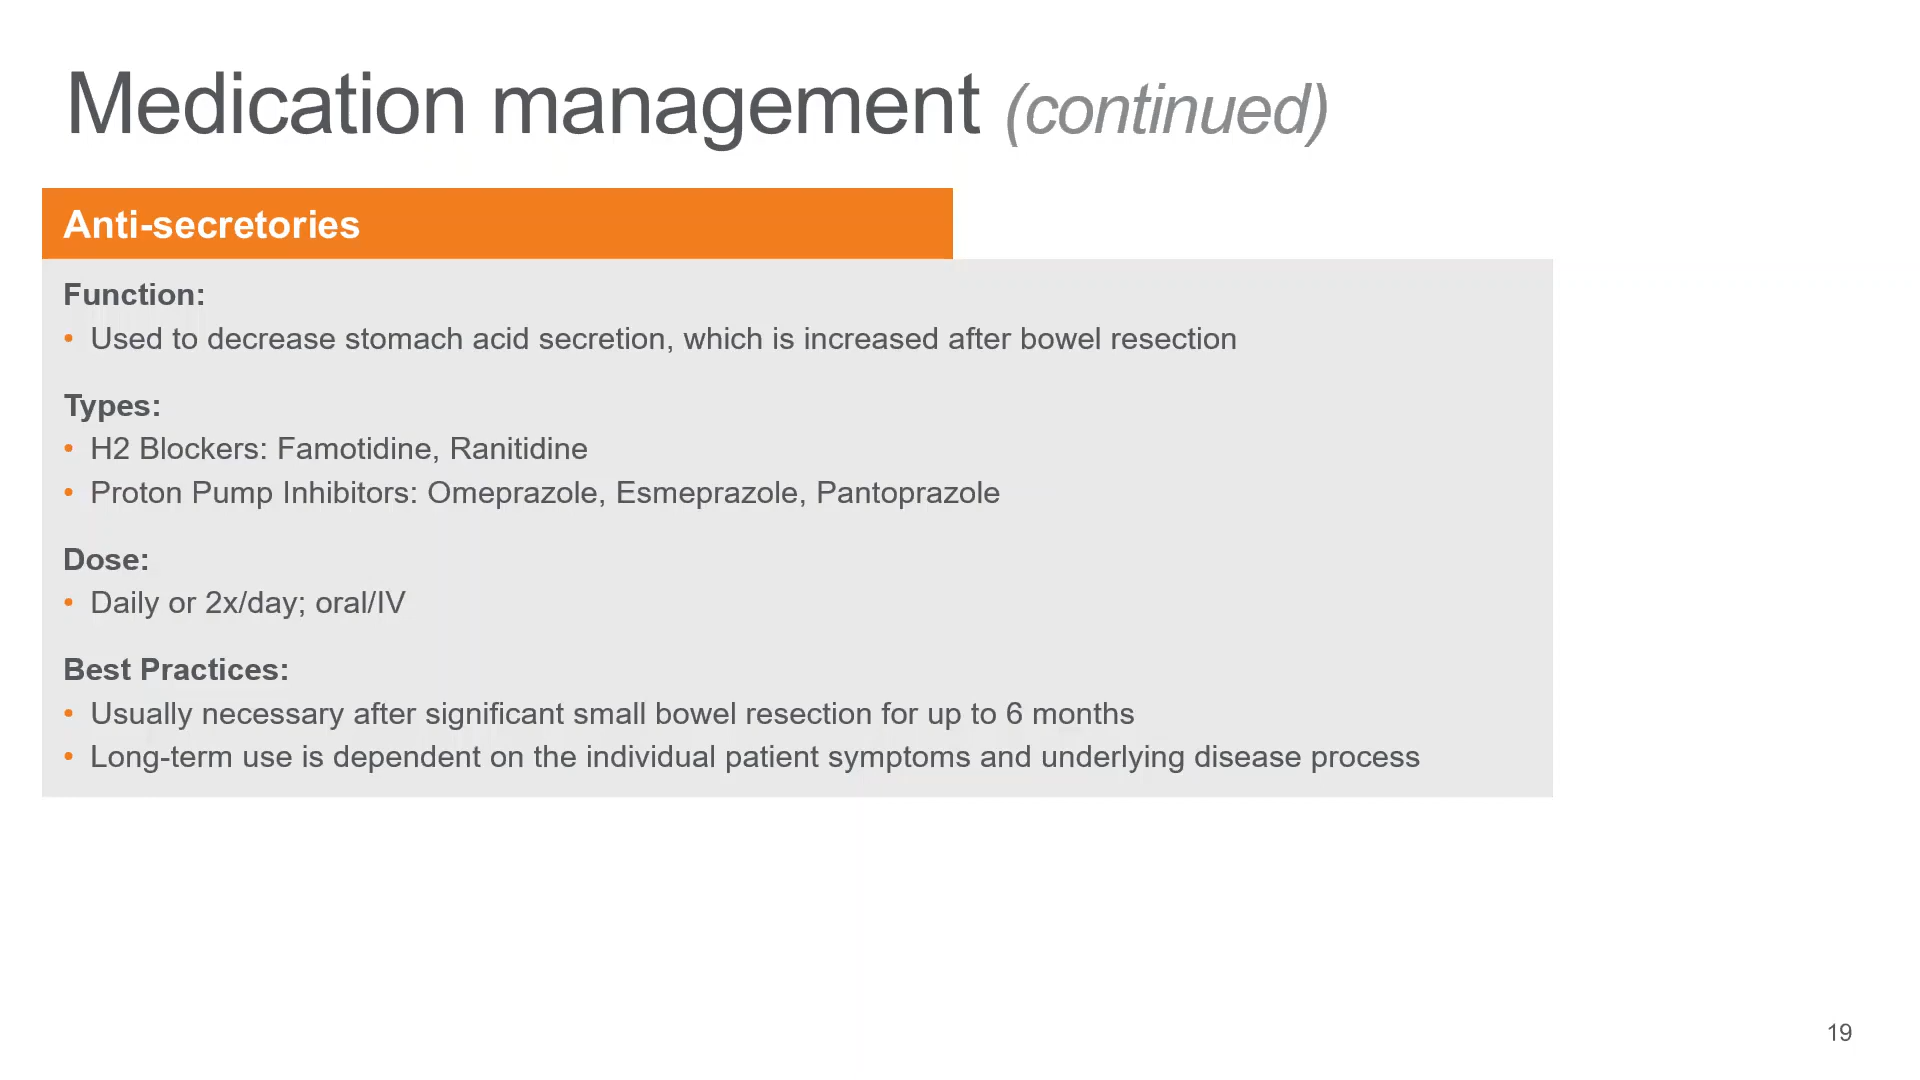 Medication management (continued)
Anti-secretories
Function:
• Used to decrease stomach acid secretion, which is increased after bowel resection
Types:
• H2 Blockers: Famotidine, Ranitidine
• Proton Pump Inhibitors: Omeprazole, Esmeprazole, Pantoprazole
Dose:
• Daily or 2x/day; oral/IV
Best Practices:
• Usually necessary after significant small bowel resection for up to 6 months
• Long-term use is dependent on the individual patient symptoms and underlying disease process
19